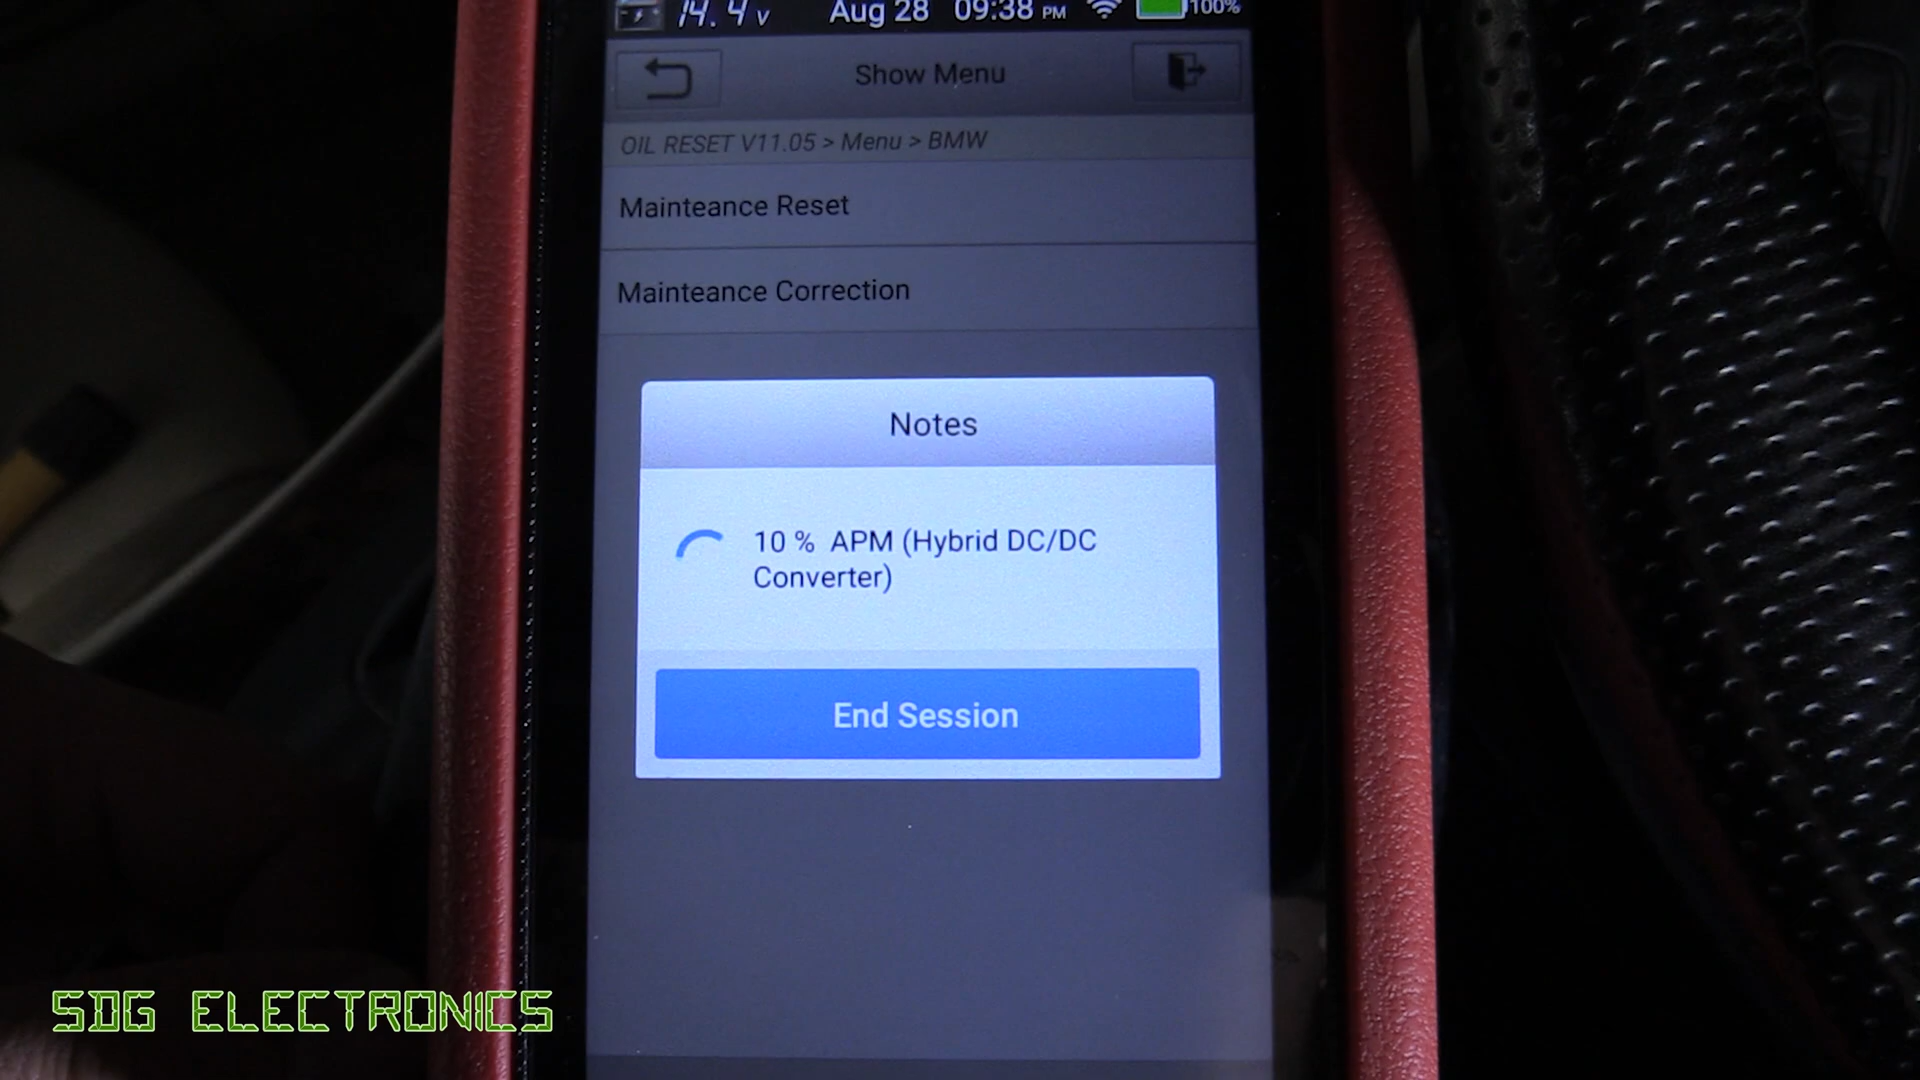 14.4 V Aug 28 09:38 PM 100%
Show Menu
OIL RESET V11.05 > Menu > BMW
Mainteance Reset
Mainteance Correction
Notes
10 % APM (Hybrid DC/DC
Converter)
End Session
SDG ELECTRONICS